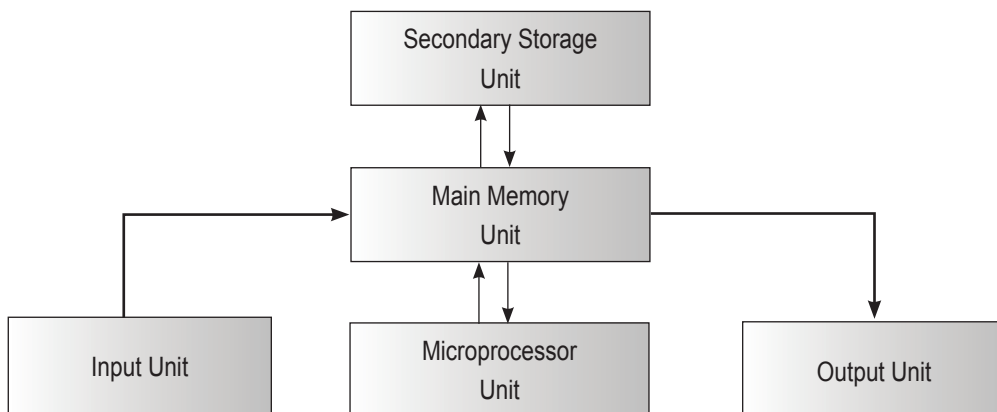 Secondary Storage
Unit
Main Memory
Unit
Input Unit
Microprocessor
Unit
Output Unit